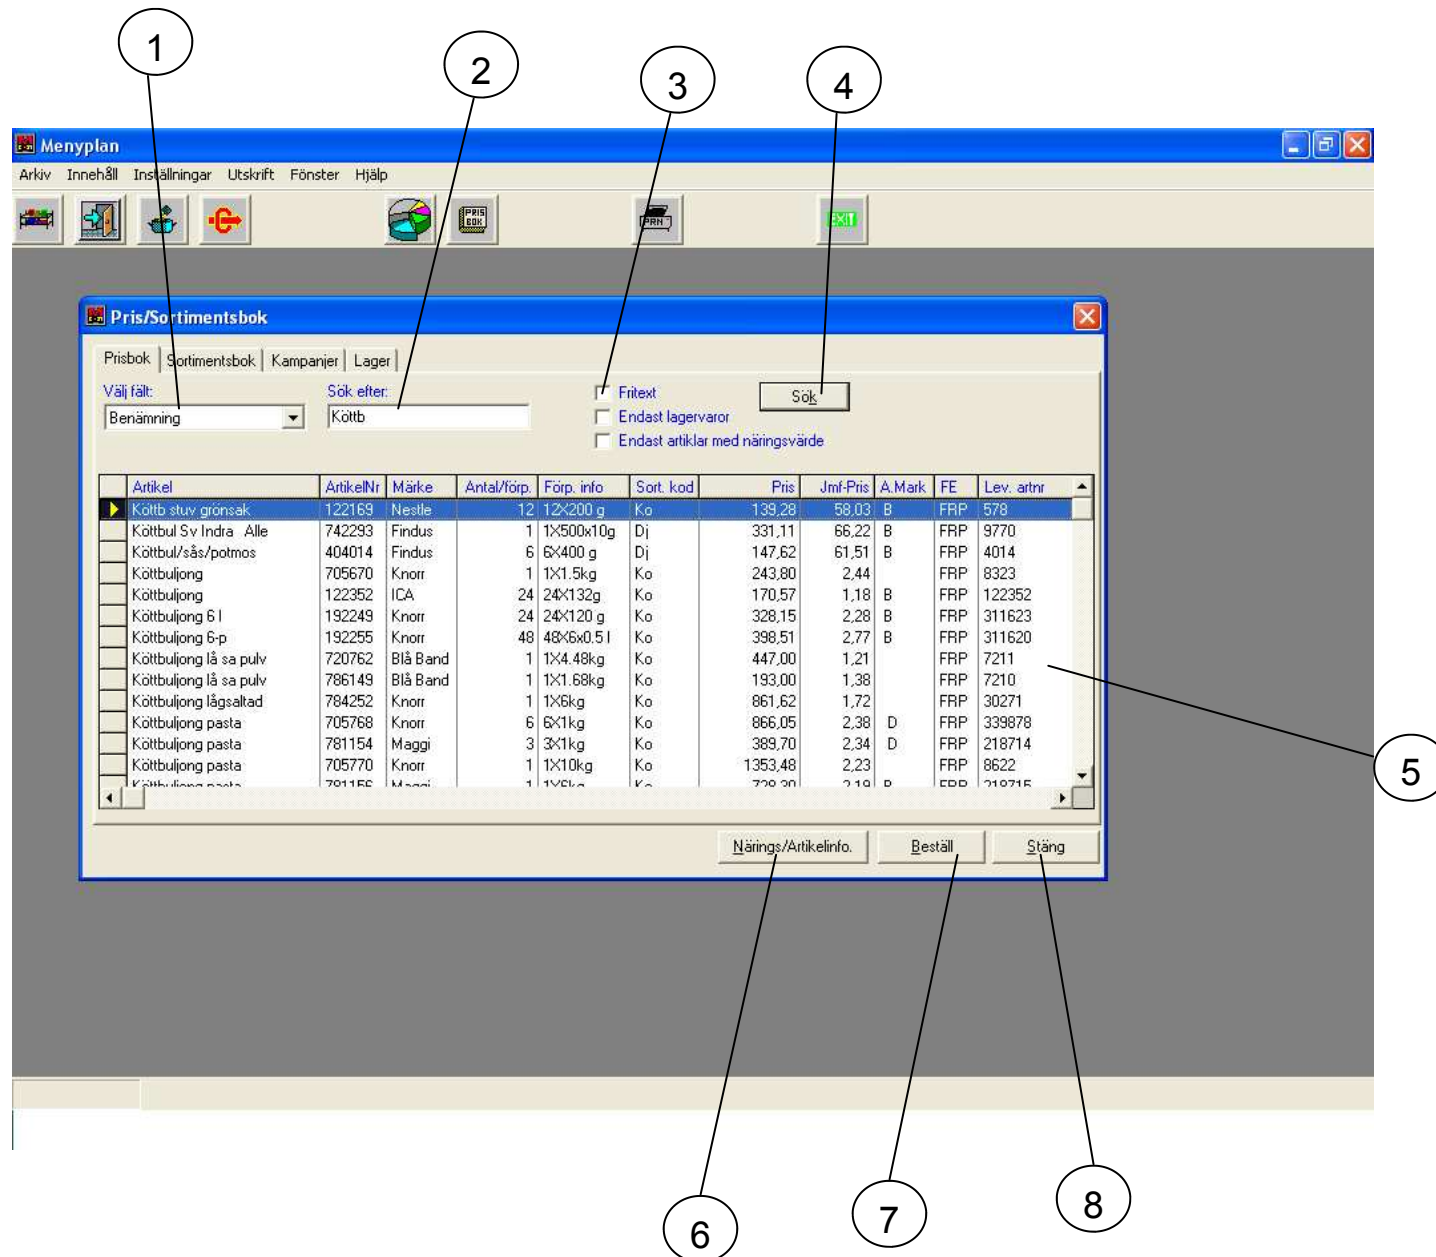 1
2
3
4
Menyplan
Arkiv Innehåll Inställningar Utskrift Fönster Hjälp
PRIS BOK PRN EXIT
Pris/Sortimentsbok
Prisbok Sortimentsbok Kampanjer Lager
Välj fält: Sök efter: Fritext Sök
Benämning Köttb Endast lagervaror
Endast artiklar med näringsvärde
Artikel ArtikelNr Märke Antal/förp. Förp. info Sort. kod Pris Jmf-Pris A.Mark FE Lev. artnr
Köttb stuv grönsak 122169 Nestle 12 12X200 g Ko 139,28 58,03 B FRP 578
Köttbul Sv Indra Alle 742293 Findus 1 1X500x10g Dj 331,11 66,22 B FRP 9770
Köttbul/sås/potmos 404014 Findus 6 6X400 g Dj 147,62 61,51 B FRP 4014
Köttbuljong 705670 Knorr 1 1X1.5kg Ko 243,80 2,44 FRP 8323
Köttbuljong 122352 ICA 24 24X132g Ko 170,57 1,18 B FRP 122352
Köttbuljong 6 l 192249 Knorr 24 24X120 g Ko 328,15 2,28 B FRP 311623
Köttbuljong 6-p 192255 Knorr 48 48X6x0.5 l Ko 398,51 2,77 B FRP 311620
Köttbuljong lå sa pulv 720762 Blå Band 1 1X4.48kg Ko 447,00 1,21 FRP 7211
Köttbuljong lå sa pulv 786149 Blå Band 1 1X1.68kg Ko 193,00 1,38 FRP 7210
Köttbuljong lågsaltad 784252 Knorr 1 1X6kg Ko 861,62 1,72 FRP 30271
Köttbuljong pasta 705768 Knorr 6 6X1kg Ko 866,05 2,38 D FRP 339878
Köttbuljong pasta 781154 Maggi 3 3X1kg Ko 389,70 2,34 D FRP 218714
Köttbuljong pasta 705770 Knorr 1 1X10kg Ko 1353,48 2,23 FRP 8622
Köttbuljong pasta 781156 Maggi 1 1X6kg Ko 2,19 FRP 218715
5
Närings/Artikelinfo. Beställ Stäng
6
7
8